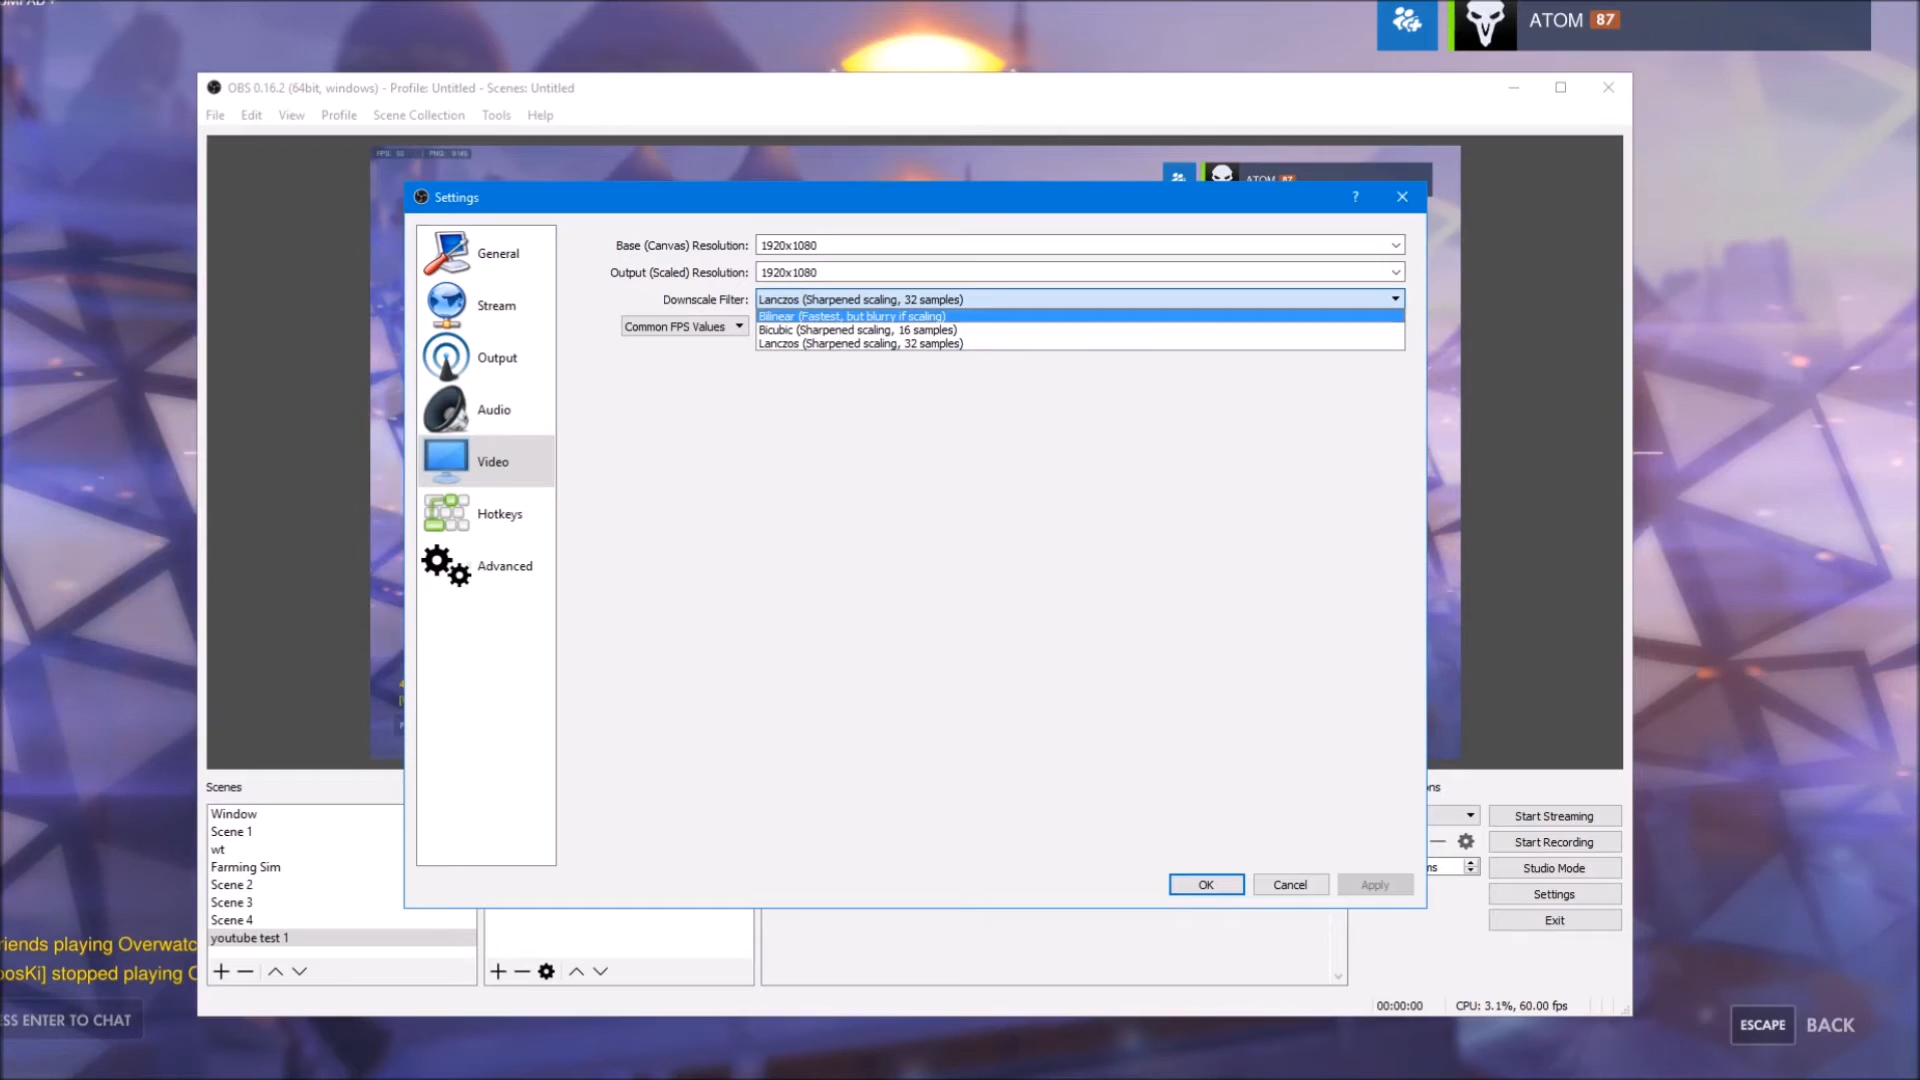 ATOM 87
OBS 0.16.2 (64bit, windows) - Profile: Untitled - Scenes: Untitled
File Edit View Profile Scene Collection Tools Help
ATOM 87
Settings ?
General
Stream
Output
Audio
Video
Hotkeys
Advanced
Base (Canvas) Resolution: 1920x1080
Output (Scaled) Resolution: 1920x1080
Downscale Filter: Lanczos (Sharpened scaling, 32 samples)
Common FPS Values
Bilinear (Fastest, but blurry if scaling)
Bicubic (Sharpened scaling, 16 samples)
Lanczos (Sharpened scaling, 32 samples)
OK Cancel Apply
Scenes
Window
Scene 1
wt
Farming Sim
Scene 2
Scene 3
Scene 4
youtube test 1
ns
ms
Start Streaming
Start Recording
Studio Mode
Settings
Exit
00:00:00 CPU: 3.1%, 60.00 fps
riends playing Overwatc
osKi] stopped playing
ESS ENTER TO CHAT
ESCAPE BACK